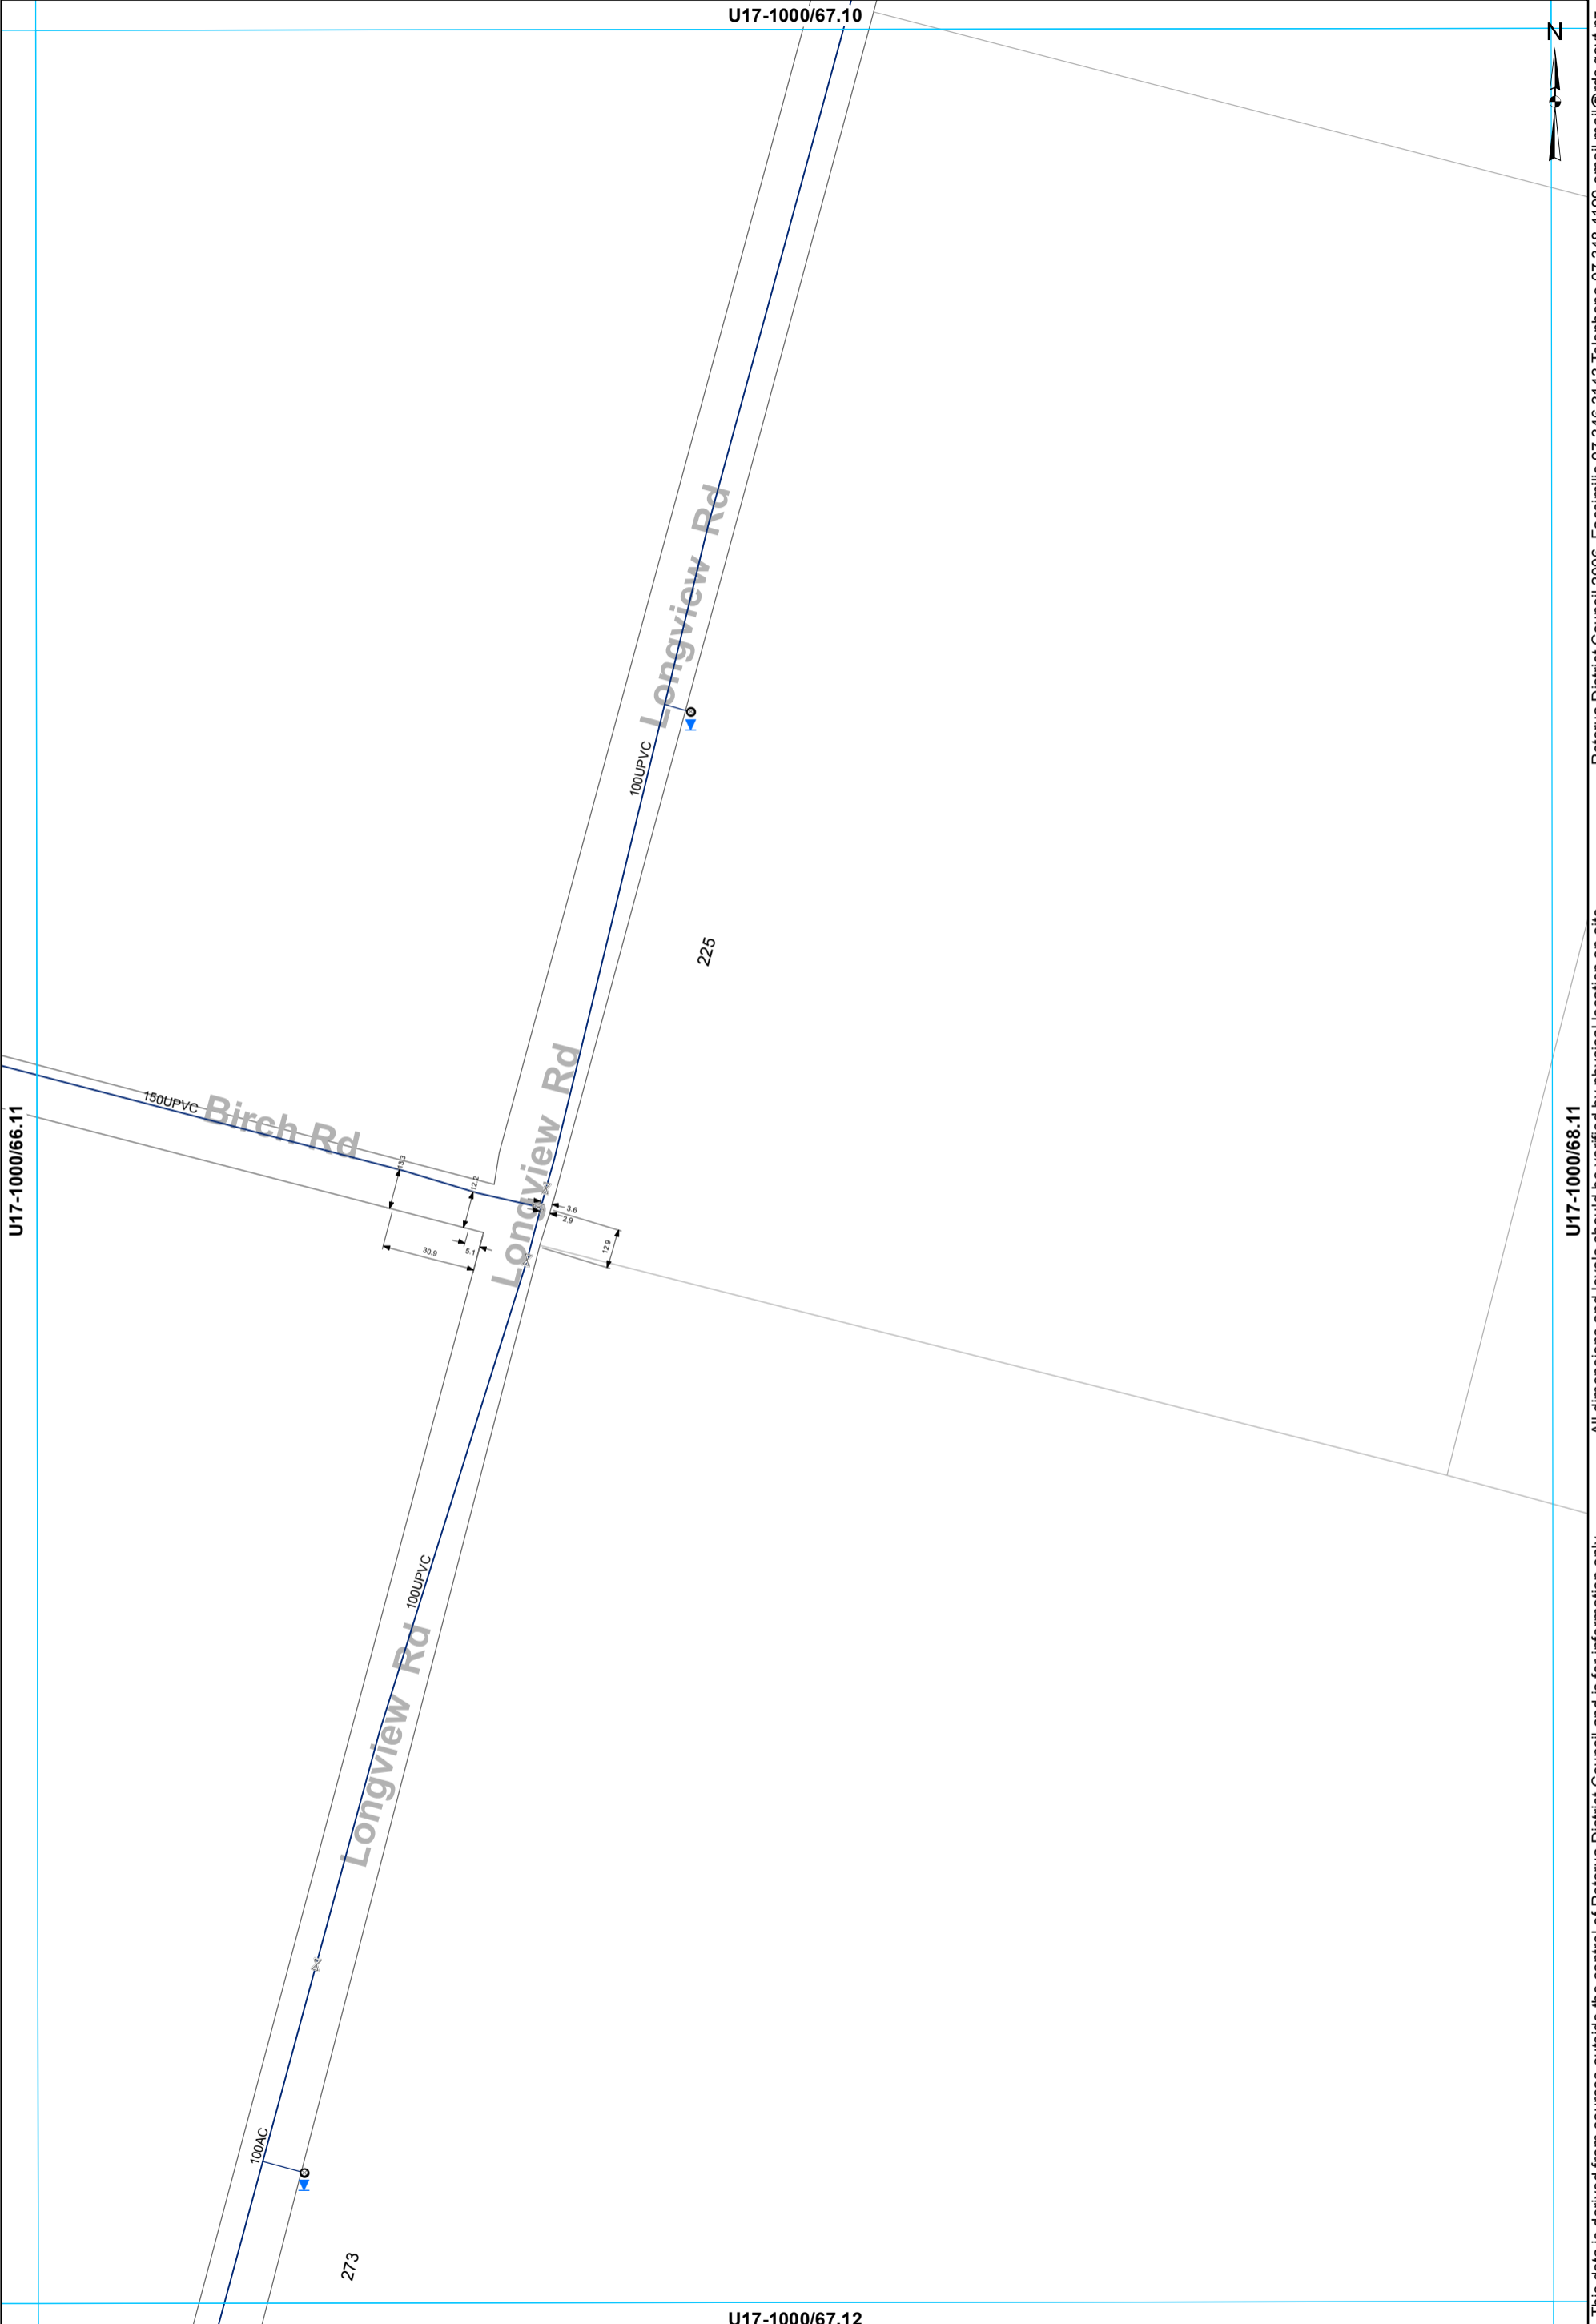 U17-1000/67.10
N
Longview Rd
100UPVC
225
Longview Rd
150UPVC
Birch Rd
U17-1000/66.11
U17-1000/68.11
13.3
12.2
3.6
2.9
12.9
30.9
5.1
100UPVC
Longview Rd
100AC
273
U17-1000/67.12